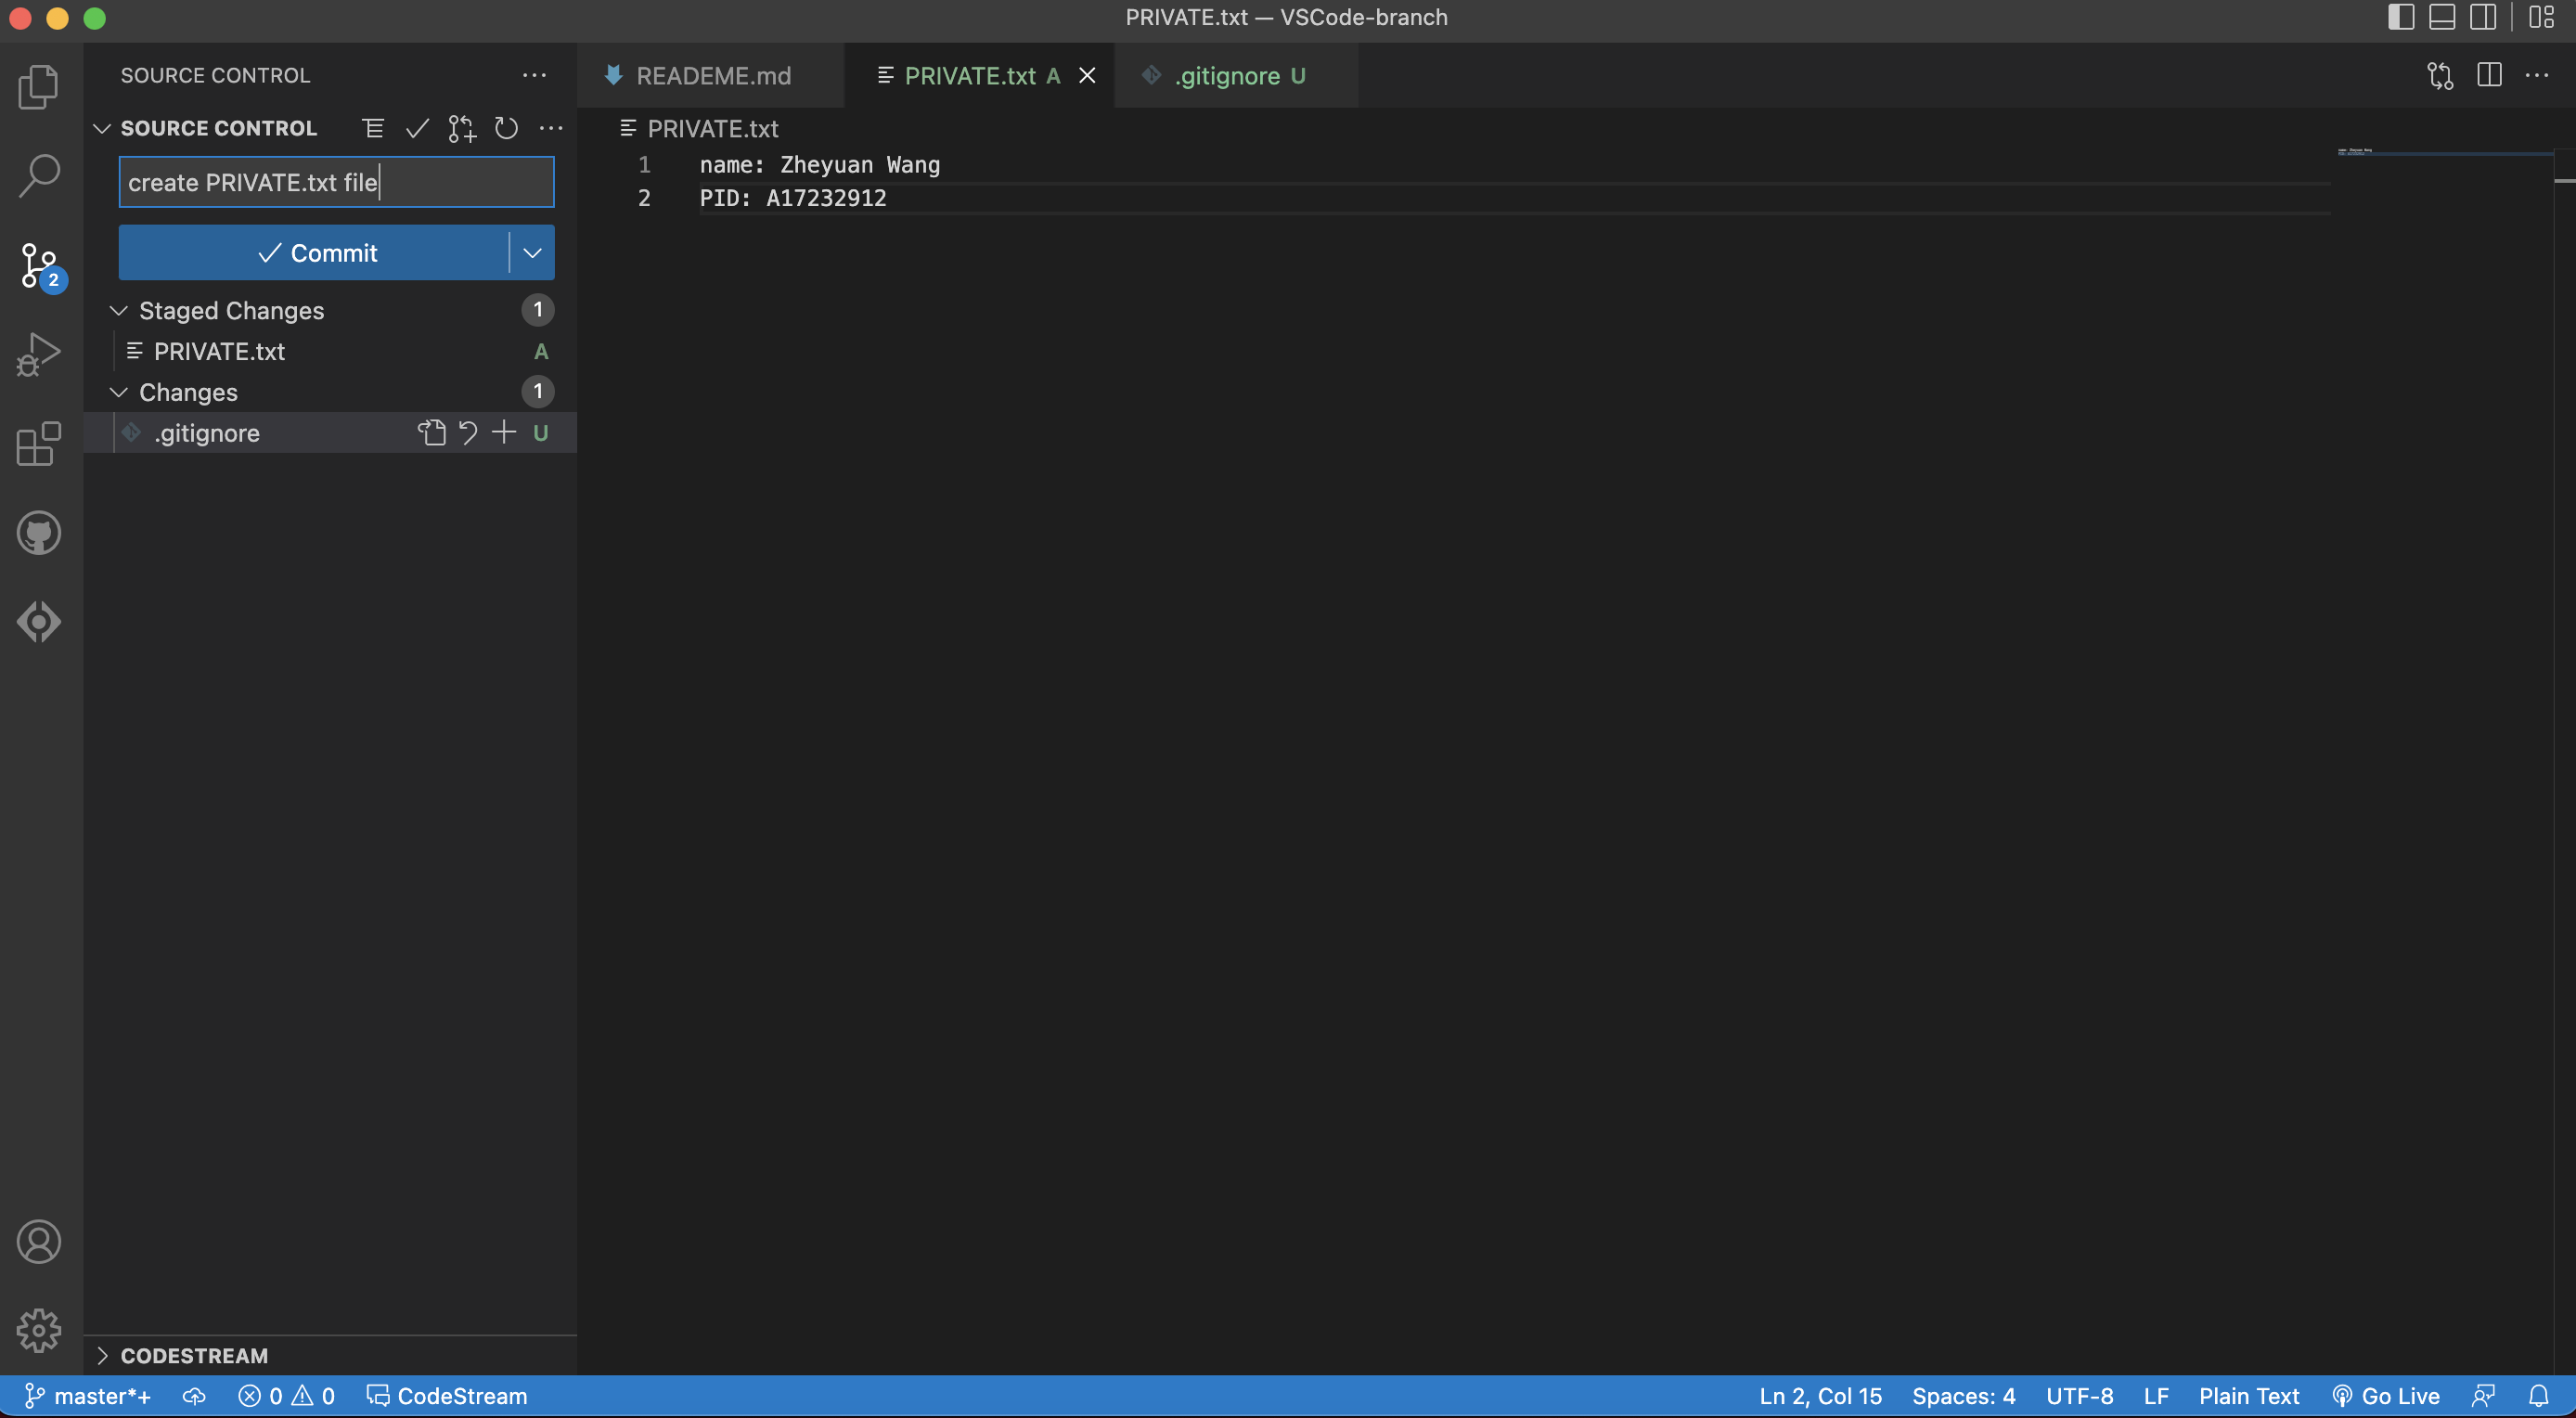 PRIVATE.txt — VSCode-branch
SOURCE CONTROL
READEME.md
PRIVATE.txt A
.gitignore U
SOURCE CONTROL
PRIVATE.txt
create PRIVATE.txt file
1 name: Zheyuan Wang
2 PID: A17232912
Commit
2
Staged Changes 1
PRIVATE.txt A
Changes 1
.gitignore U
CODESTREAM
master*+ 0 0 CodeStream Ln 2, Col 15 Spaces: 4 UTF-8 LF Plain Text Go Live